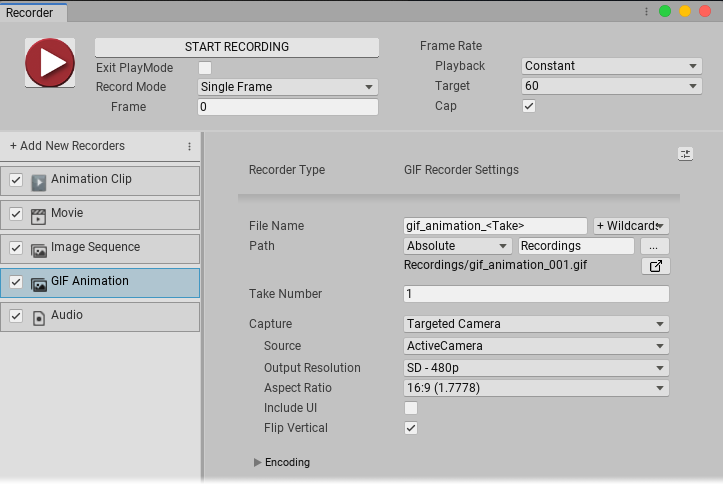 Recorder
START RECORDING
Exit PlayMode
Record Mode Single Frame
Frame 0
Frame Rate
Playback Constant
Target 60
Cap
+ Add New Recorders
Animation Clip
Movie
Image Sequence
GIF Animation
Audio
Recorder Type GIF Recorder Settings
File Name gif_animation_<Take> + Wildcards
Path Absolute Recordings ...
Recordings/gif_animation_001.gif
Take Number 1
Capture Targeted Camera
Source ActiveCamera
Output Resolution SD - 480p
Aspect Ratio 16:9 (1.7778)
Include UI
Flip Vertical
Encoding